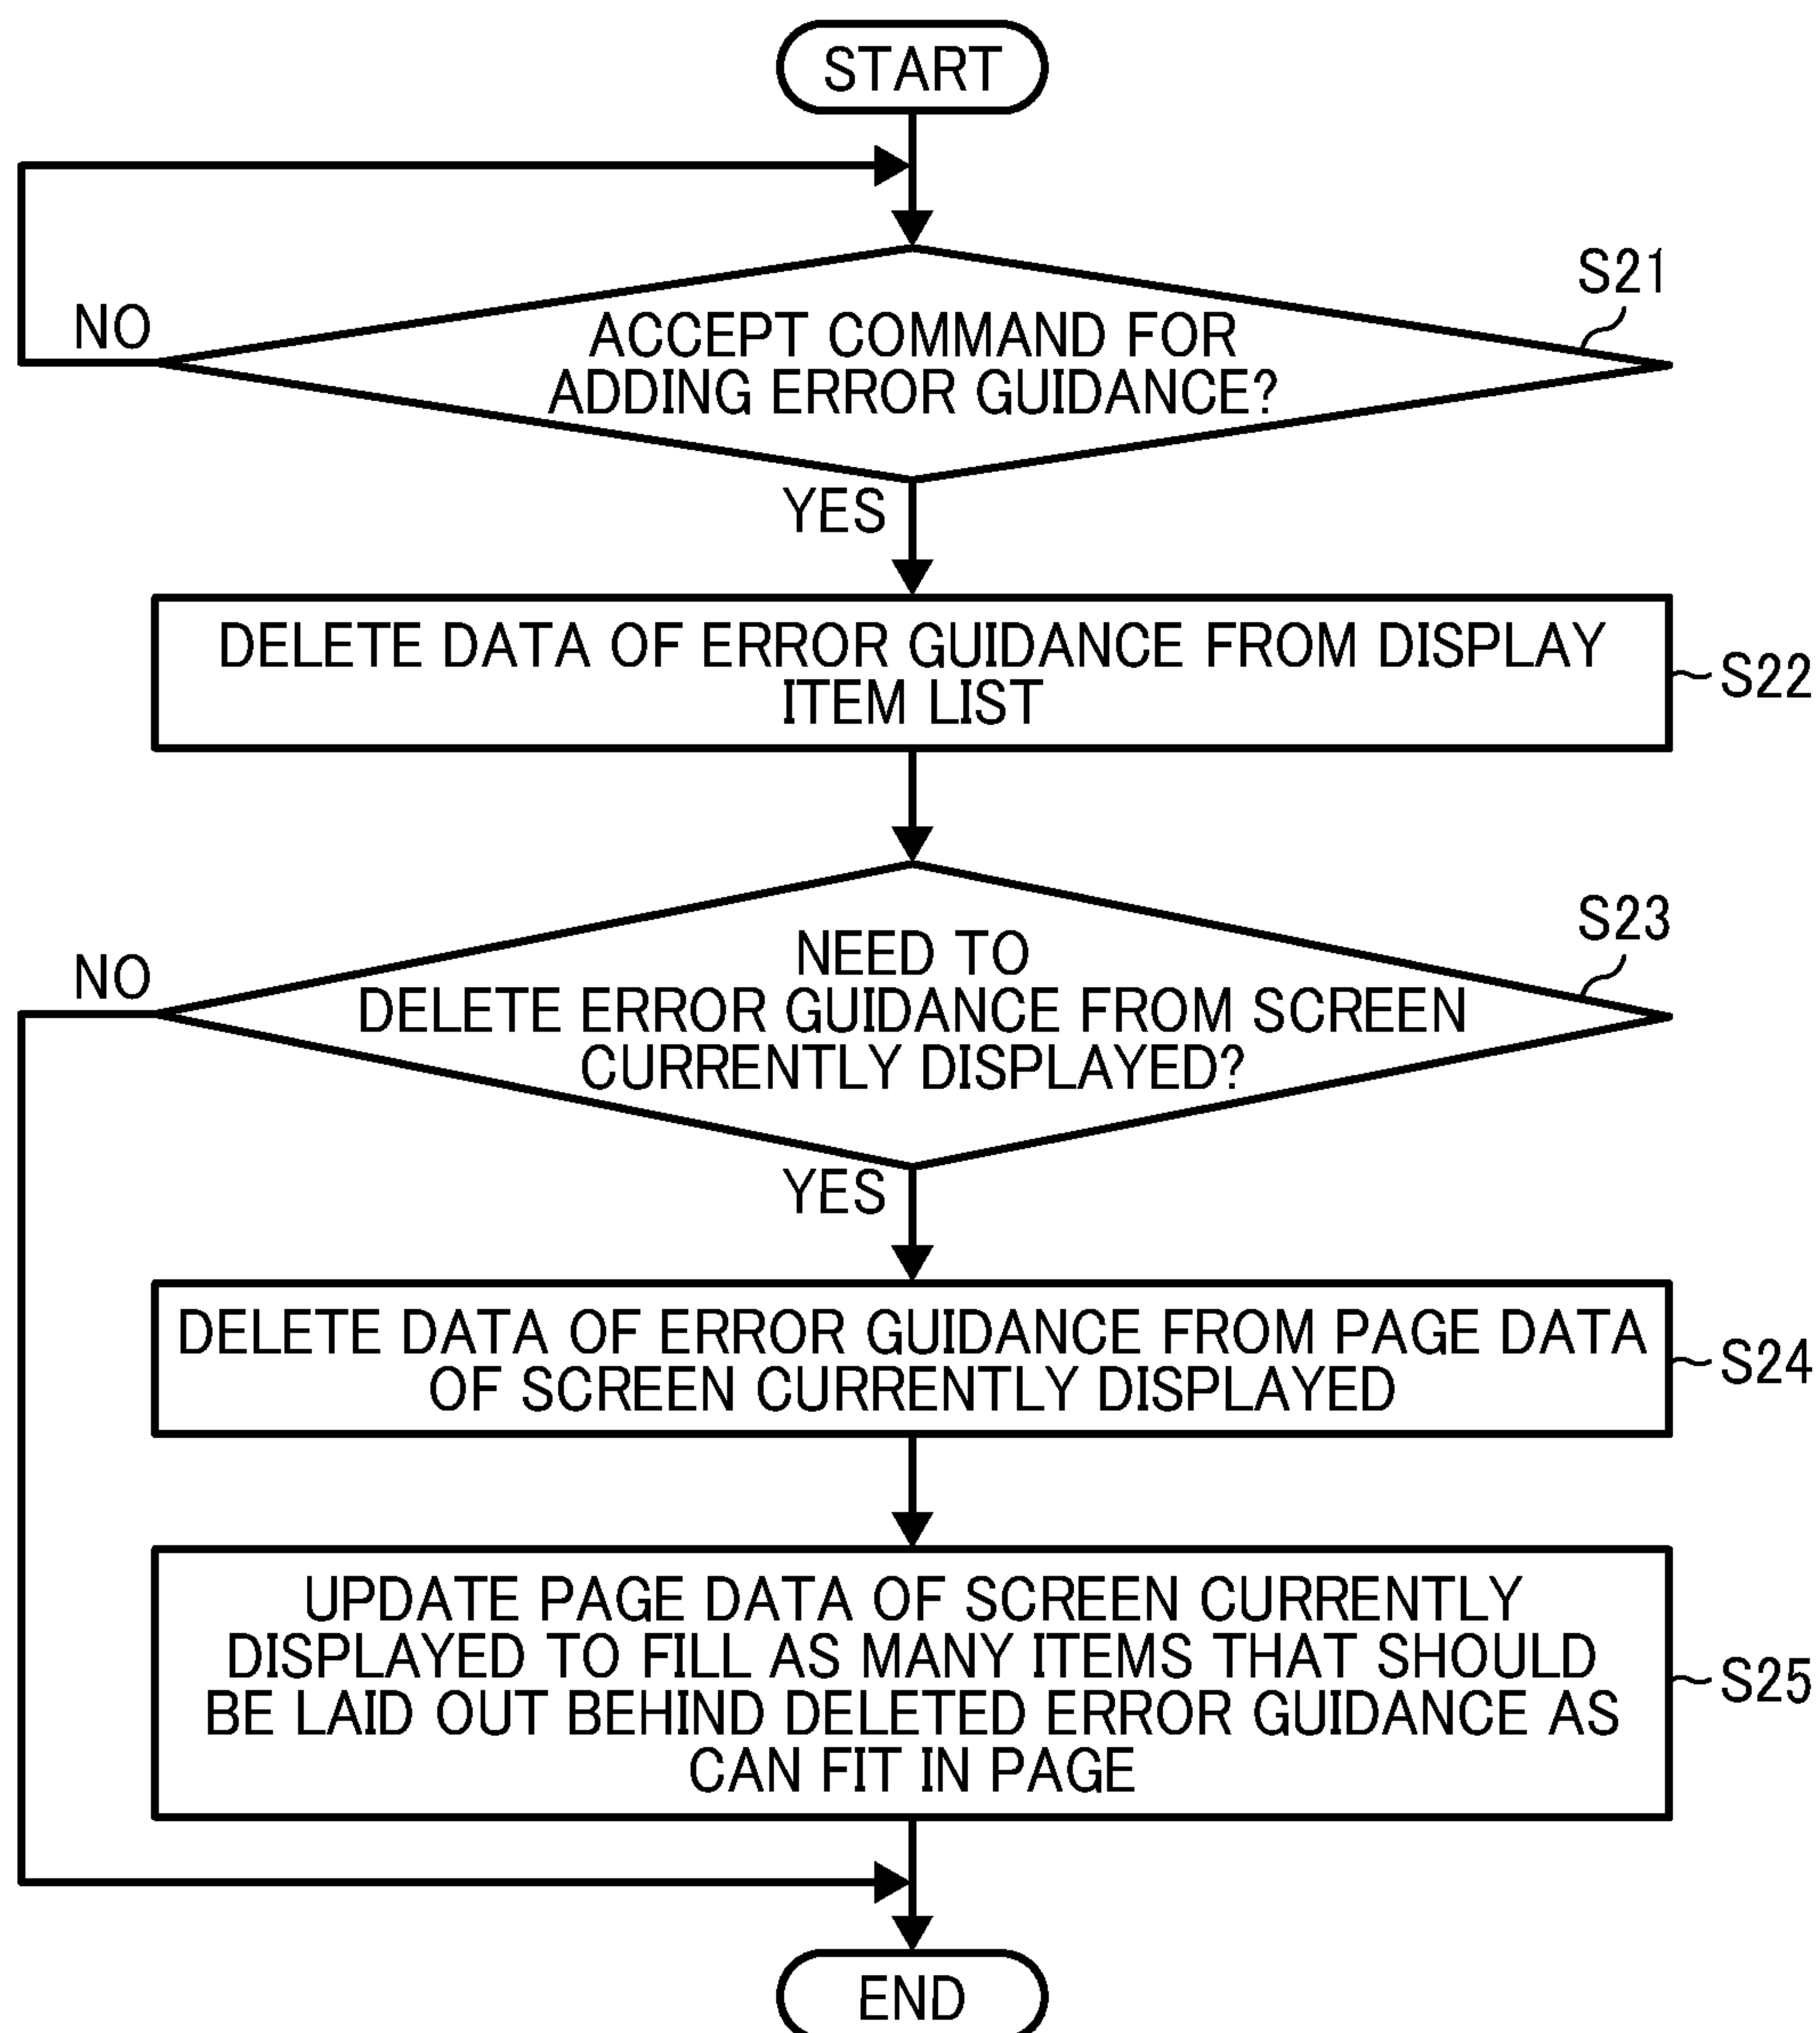 START
NO
S21
ACCEPT COMMAND FOR
ADDING ERROR GUIDANCE?
YES
DELETE DATA OF ERROR GUIDANCE FROM DISPLAY
ITEM LIST
S22
NO
S23
NEED TO
DELETE ERROR GUIDANCE FROM SCREEN
CURRENTLY DISPLAYED?
YES
DELETE DATA OF ERROR GUIDANCE FROM PAGE DATA
OF SCREEN CURRENTLY DISPLAYED
S24
UPDATE PAGE DATA OF SCREEN CURRENTLY
DISPLAYED TO FILL AS MANY ITEMS THAT SHOULD
BE LAID OUT BEHIND DELETED ERROR GUIDANCE AS
CAN FIT IN PAGE
S25
END